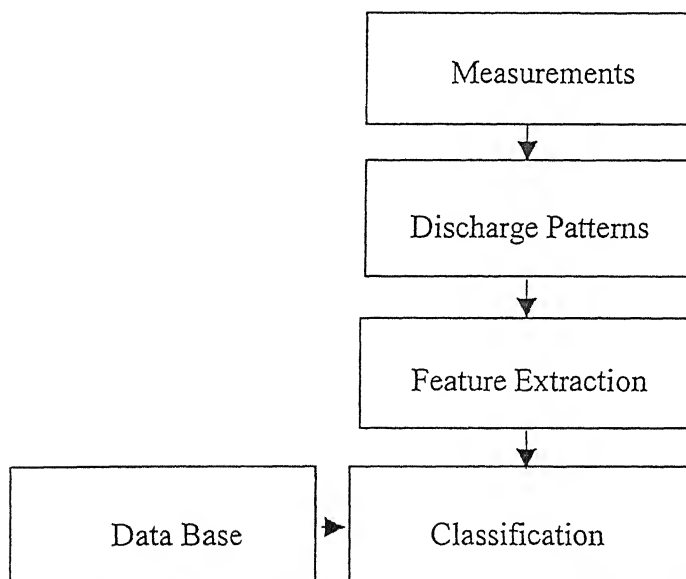 Measurements
Discharge Patterns
Feature Extraction
Data Base
Classification